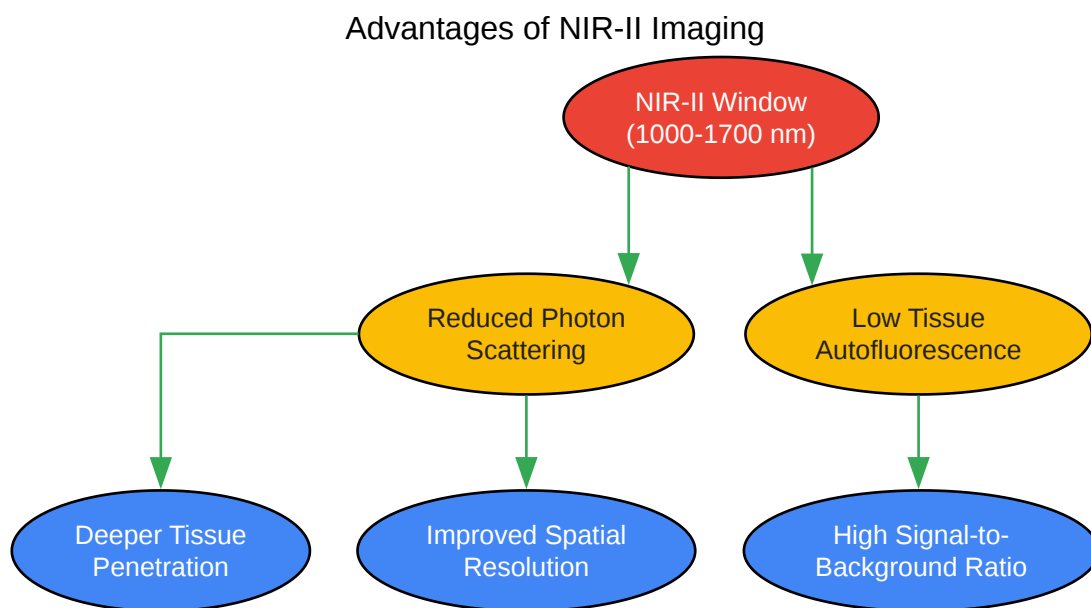 Advantages of NIR-II Imaging
NIR-II Window
(1000-1700 nm)
Reduced Photon
Scattering
Low Tissue
Autofluorescence
Deeper Tissue
Penetration
Improved Spatial
Resolution
High Signal-to-
Background Ratio